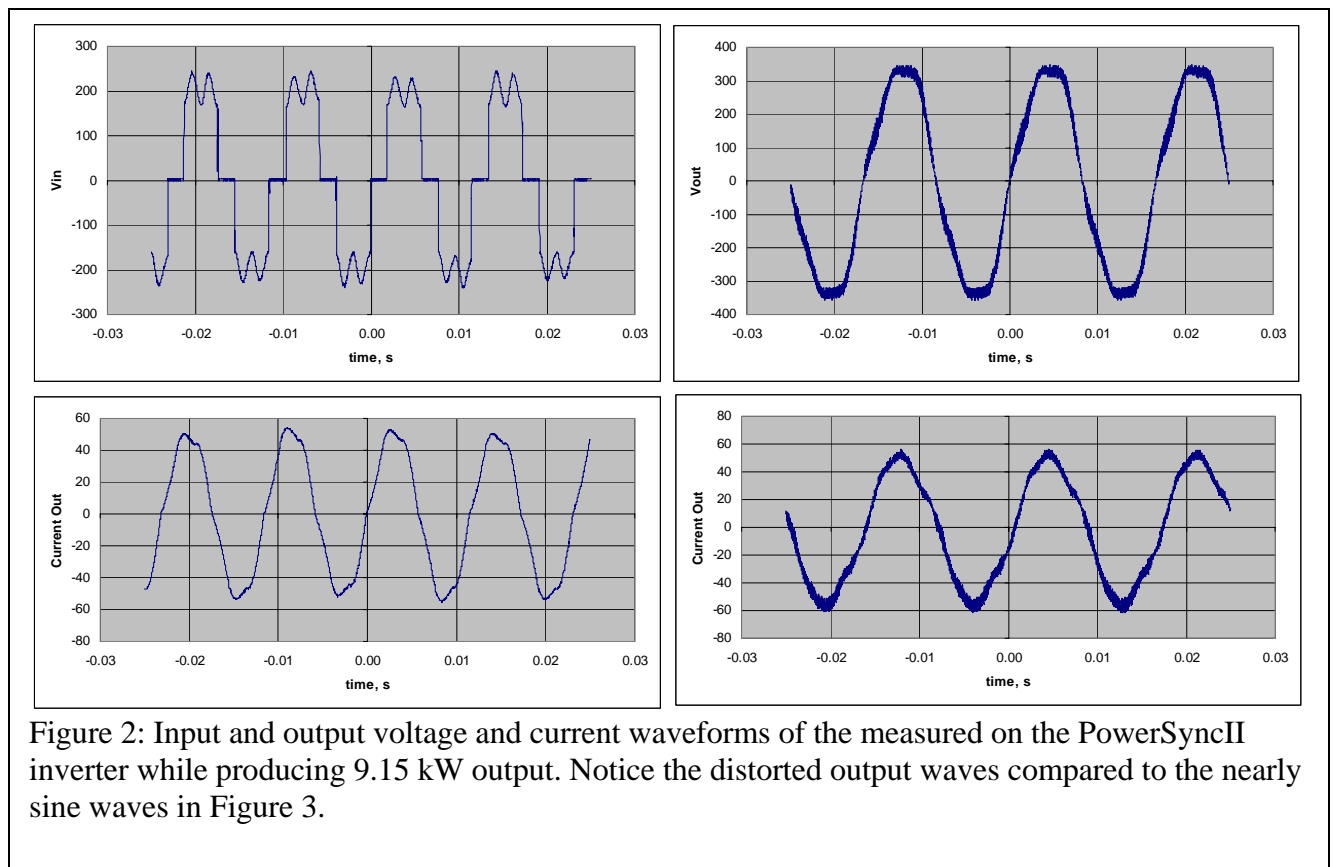 300
200
100
0
-100
-200
-300
Vin
-0.03 -0.02 -0.01 0.00 0.01 0.02 0.03
time, s
400
300
200
100
0
-100
-200
-300
-400
Vout
-0.03 -0.02 -0.01 0.00 0.01 0.02 0.03
time, s
60
40
20
0
-20
-40
-60
-80
Current Out
-0.03 -0.02 -0.01 0.00 0.01 0.02 0.03
time, s
80
60
40
20
0
-20
-40
-60
-80
Current Out
-0.03 -0.02 -0.01 0.00 0.01 0.02 0.03
time, s
Figure 2: Input and output voltage and current waveforms of the measured on the PowerSyncII
inverter while producing 9.15 kW output. Notice the distorted output waves compared to the nearly
sine waves in Figure 3.